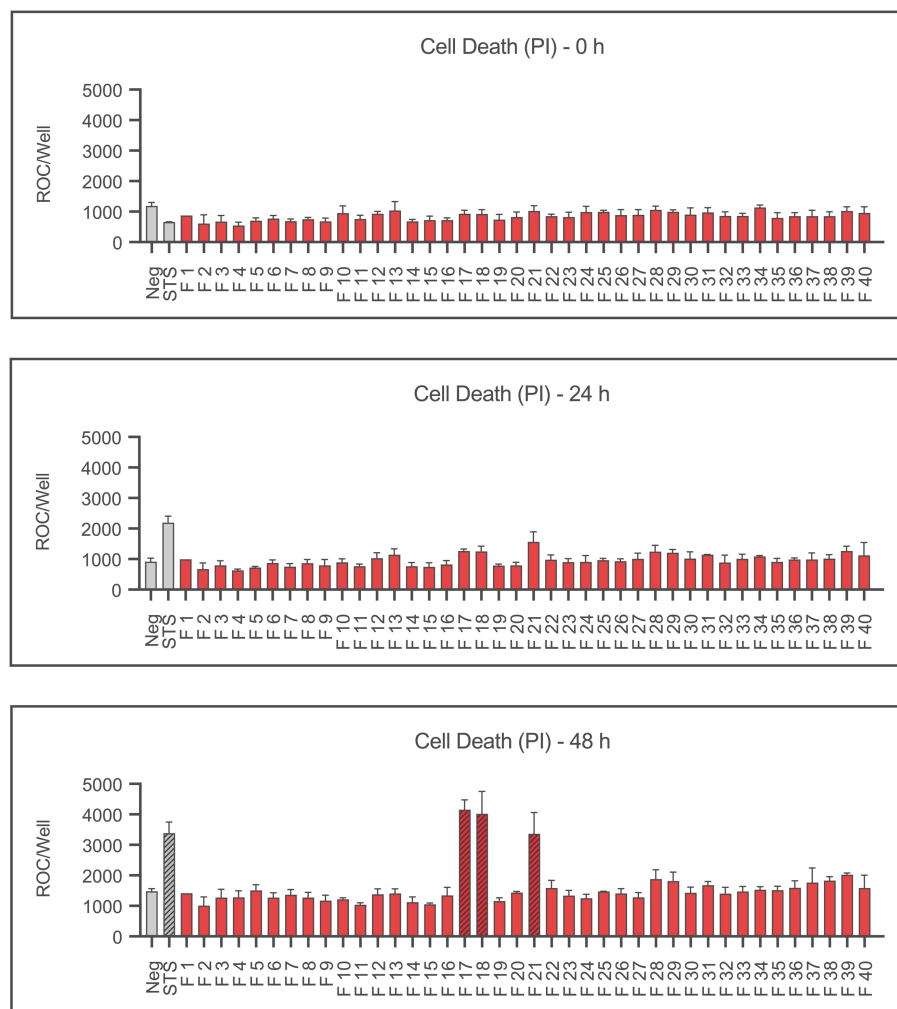 Cell Death (PI) - 0 h
ROC/Well
5000
4000
3000
2000
1000
0
Neg STS F 1 F 2 F 3 F 4 F 5 F 6 F 7 F 8 F 9 F 10 F 11 F 12 F 13 F 14 F 15 F 16 F 17 F 18 F 19 F 20 F 21 F 22 F 23 F 24 F 25 F 26 F 27 F 28 F 29 F 30 F 31 F 32 F 33 F 34 F 35 F 36 F 37 F 38 F 39 F 40
Cell Death (PI) - 24 h
ROC/Well
5000
4000
3000
2000
1000
0
Neg STS F 1 F 2 F 3 F 4 F 5 F 6 F 7 F 8 F 9 F 10 F 11 F 12 F 13 F 14 F 15 F 16 F 17 F 18 F 19 F 20 F 21 F 22 F 23 F 24 F 25 F 26 F 27 F 28 F 29 F 30 F 31 F 32 F 33 F 34 F 35 F 36 F 37 F 38 F 39 F 40
Cell Death (PI) - 48 h
ROC/Well
5000
4000
3000
2000
1000
0
Neg STS F 1 F 2 F 3 F 4 F 5 F 6 F 7 F 8 F 9 F 10 F 11 F 12 F 13 F 14 F 15 F 16 F 17 F 18 F 19 F 20 F 21 F 22 F 23 F 24 F 25 F 26 F 27 F 28 F 29 F 30 F 31 F 32 F 33 F 34 F 35 F 36 F 37 F 38 F 39 F 40